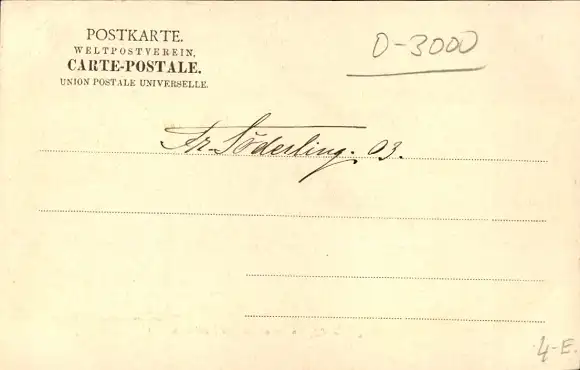 POSTKARTE.
WELTPOSTVEREIN.
CARTE-POSTALE.
UNION POSTALE UNIVERSELLE.
D-3000
Fr. Söderling. 03.
4-E.